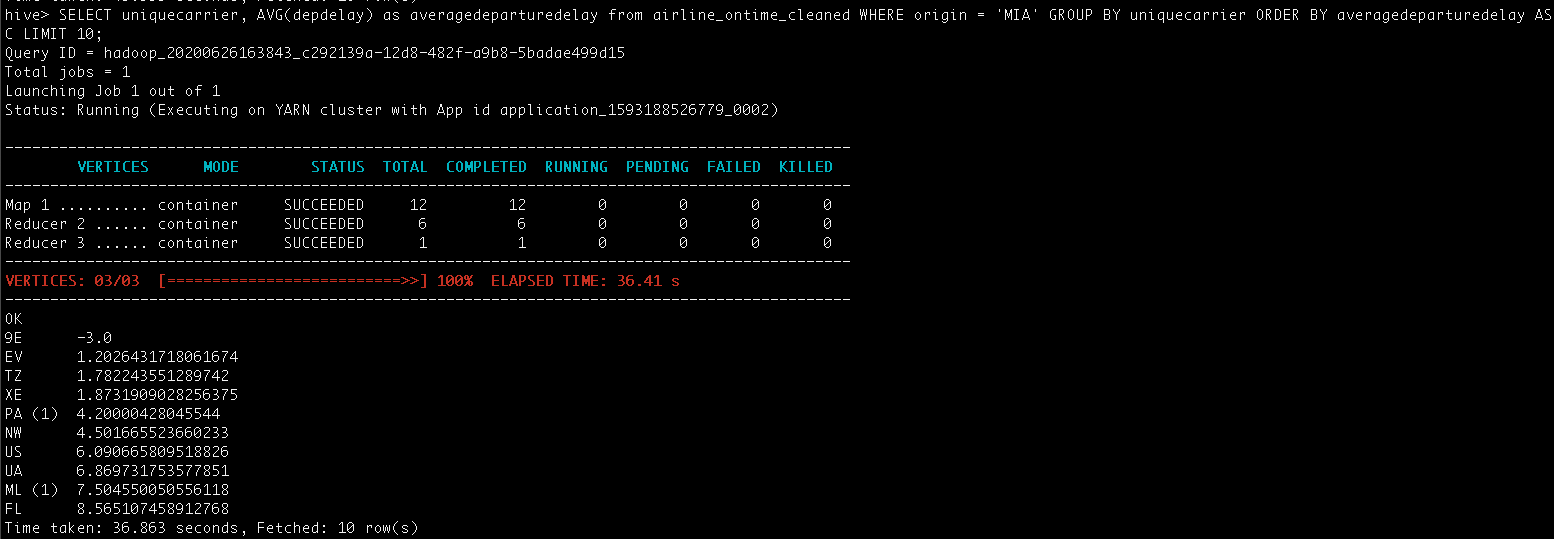 hive> SELECT uniquecarrier, AVG(depdelay) as averagedeparturedelay from airline_ontime_cleaned WHERE origin = 'MIA' GROUP BY uniquecarrier ORDER BY averagedeparturedelay AS
C LIMIT 10;
Query ID = hadoop_20200626163843_c292139a-12d8-482f-a9b8-5badae499d15
Total jobs = 1
Launching Job 1 out of 1
Status: Running (Executing on YARN cluster with App id application_1593188526779_0002)
----------------------------------------------------------------------------------------------
VERTICES MODE STATUS TOTAL COMPLETED RUNNING PENDING FAILED KILLED
----------------------------------------------------------------------------------------------
Map 1 .......... container SUCCEEDED 12 12 0 0 0 0
Reducer 2 ...... container SUCCEEDED 6 6 0 0 0 0
Reducer 3 ...... container SUCCEEDED 1 1 0 0 0 0
----------------------------------------------------------------------------------------------
VERTICES: 03/03 [==========================>>] 100% ELAPSED TIME: 36.41 s
----------------------------------------------------------------------------------------------
OK
9E -3.0
EV 1.2026431718061674
TZ 1.782243551289742
XE 1.8731909028256375
PA (1) 4.20000428045544
NW 4.501665523660233
US 6.090665809518826
UA 6.869731753577851
ML (1) 7.504550050556118
FL 8.565107458912768
Time taken: 36.863 seconds, Fetched: 10 row(s)